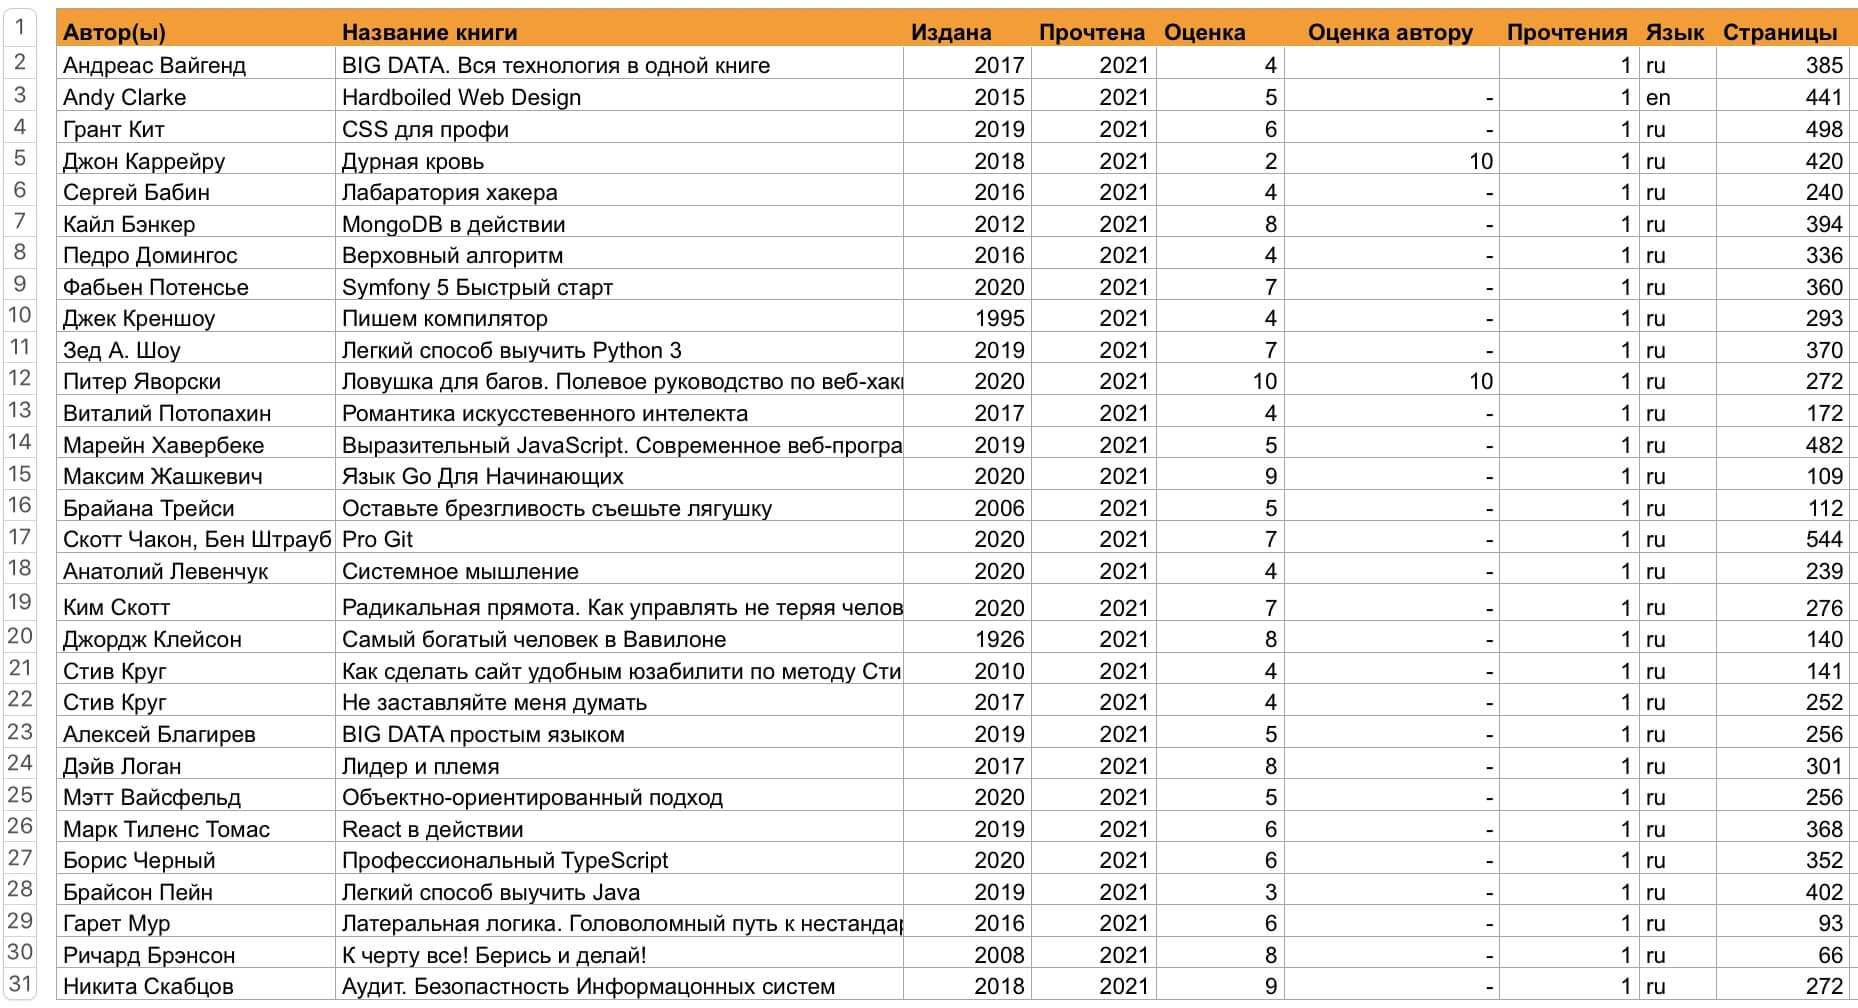 1 Автор(ы) Название книги Издана Прочтена Оценка Оценка автору Прочтения Язык Страницы
2 Андреас Вайгенд BIG DATA. Вся технология в одной книге 2017 2021 4 1 ru 385
3 Andy Clarke Hardboiled Web Design 2015 2021 5 - 1 en 441
4 Грант Кит CSS для профи 2019 2021 6 - 1 ru 498
5 Джон Каррейру Дурная кровь 2018 2021 2 10 1 ru 420
6 Сергей Бабин Лабаратория хакера 2016 2021 4 - 1 ru 240
7 Кайл Бэнкер MongoDB в действии 2012 2021 8 - 1 ru 394
8 Педро Домингос Верховный алгоритм 2016 2021 4 - 1 ru 336
9 Фабьен Потенсье Symfony 5 Быстрый старт 2020 2021 7 - 1 ru 360
10 Джек Креншоу Пишем компилятор 1995 2021 4 - 1 ru 293
11 Зед А. Шоу Легкий способ выучить Python 3 2019 2021 7 - 1 ru 370
12 Питер Яворски Ловушка для багов. Полевое руководство по веб-хак 2020 2021 10 10 1 ru 272
13 Виталий Потопахин Романтика искусстевенного интелекта 2017 2021 4 - 1 ru 172
14 Марейн Хавербеке Выразительный JavaScript. Современное веб-програ 2019 2021 5 - 1 ru 482
15 Максим Жашкевич Язык Go Для Начинающих 2020 2021 9 - 1 ru 109
16 Брайана Трейси Оставьте брезгливость съешьте лягушку 2006 2021 5 - 1 ru 112
17 Скотт Чакон, Бен Штрауб Pro Git 2020 2021 7 - 1 ru 544
18 Анатолий Левенчук Системное мышление 2020 2021 4 - 1 ru 239
19 Ким Скотт Радикальная прямота. Как управлять не теряя челов 2020 2021 7 - 1 ru 276
20 Джордж Клейсон Самый богатый человек в Вавилоне 1926 2021 8 - 1 ru 140
21 Стив Круг Как сделать сайт удобным юзабилити по методу Сти 2010 2021 4 - 1 ru 141
22 Стив Круг Не заставляйте меня думать 2017 2021 4 - 1 ru 252
23 Алексей Благирев BIG DATA простым языком 2019 2021 5 - 1 ru 256
24 Дэйв Логан Лидер и племя 2017 2021 8 - 1 ru 301
25 Мэтт Вайсфельд Объектно-ориентированный подход 2020 2021 5 - 1 ru 256
26 Марк Тиленс Томас React в действии 2019 2021 6 - 1 ru 368
27 Борис Черный Профессиональный TypeScript 2020 2021 6 - 1 ru 352
28 Брайсон Пейн Легкий способ выучить Java 2019 2021 3 - 1 ru 402
29 Гарет Мур Латеральная логика. Головоломный путь к нестандар 2016 2021 6 - 1 ru 93
30 Ричард Брэнсон К черту все! Берись и делай! 2008 2021 8 - 1 ru 66
31 Никита Скабцов Аудит. Безопастность Информацонных систем 2018 2021 9 - 1 ru 272